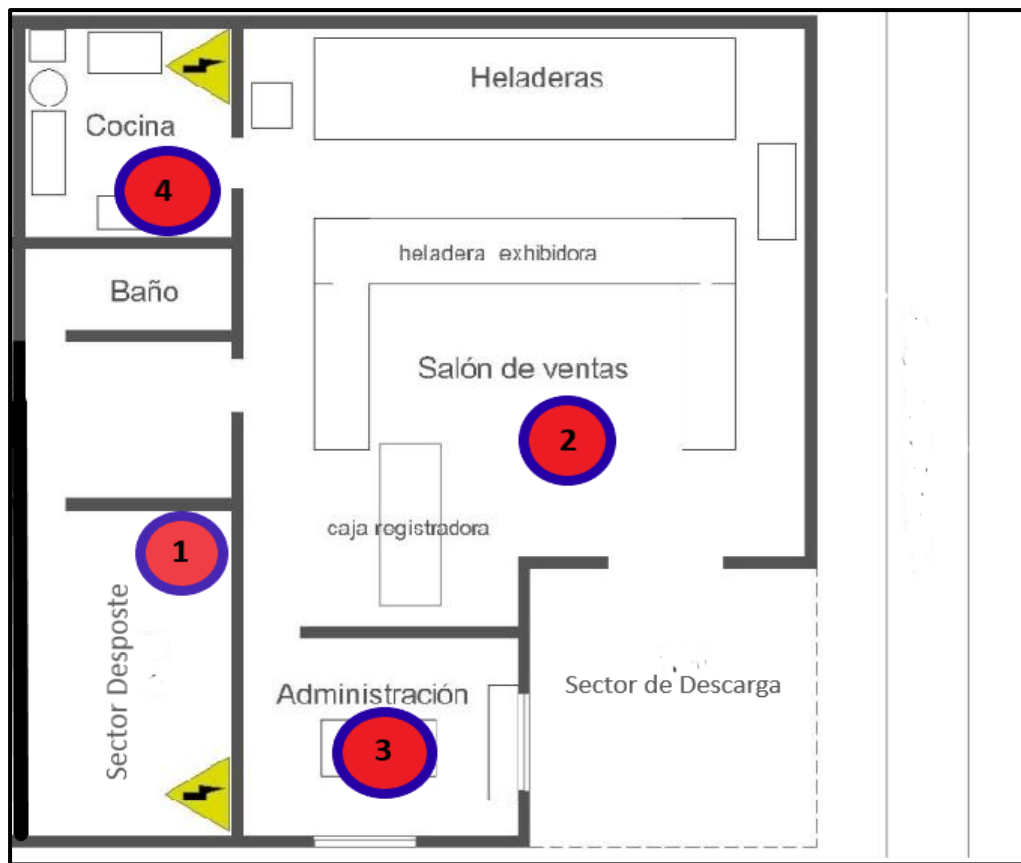 Heladeras
Cocina
4
heladera exhibidora
Baño
Salón de ventas
2
caja registradora
1
Sector Desposte
Sector de Descarga
Administración
3